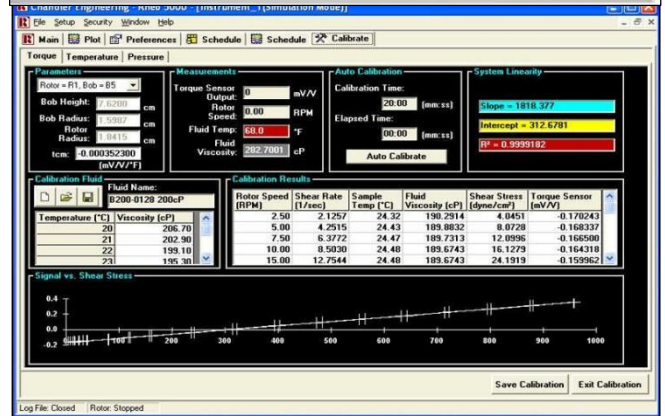 Chandler Engineering - Rheo 5000 - [Instrument_1(Simulation Mode)]
File Setup Security Window Help
Main Plot Preferences Schedule Schedule Calibrate
Torque Temperature Pressure
Parameters
Rotor = R1, Bob = B5
Bob Height: 7.6200 cm
Bob Radius: 1.5987 cm
Rotor Radius: 1.8415 cm
tcm: -0.000352300
(mV/V/°F)
Measurements
Torque Sensor Output: 0 mV/V
Rotor Speed: 0.00 RPM
Fluid Temp: 68.0 °F
Fluid Viscosity: 202.7001 cP
Auto Calibration
Calibration Time:
20:00 (mm:ss)
Elapsed Time:
00:00 (mm:ss)
Auto Calibrate
System Linearity
Slope = 1818.377
Intercept = 312.6781
R² = 0.9999182
Calibration Fluid
Fluid Name:
B200-0128 200cP
Temperature (°C) Viscosity (cP)
20 206.70
21 202.90
22 199.10
23 195.30
Calibration Results
Rotor Speed (RPM) Shear Rate (1/sec) Sample Temp (°C) Fluid Viscosity (cP) Shear Stress (dyne/cm²) Torque Sensor (mV/V)
2.50 2.1257 24.32 190.2914 4.0451 -0.170243
5.00 4.2515 24.43 189.8832 8.0728 -0.168337
7.50 6.3772 24.47 189.7313 12.0996 -0.166500
10.00 8.5030 24.48 189.6743 16.1279 -0.164318
15.00 12.7544 24.48 189.6743 24.1919 -0.159962
Signal vs. Shear Stress
0.4
0.2
0.0
-0.2
100 200 300 400 500 600 700 800 900 1000
Save Calibration Exit Calibration
Log File: Closed Rotor: Stopped